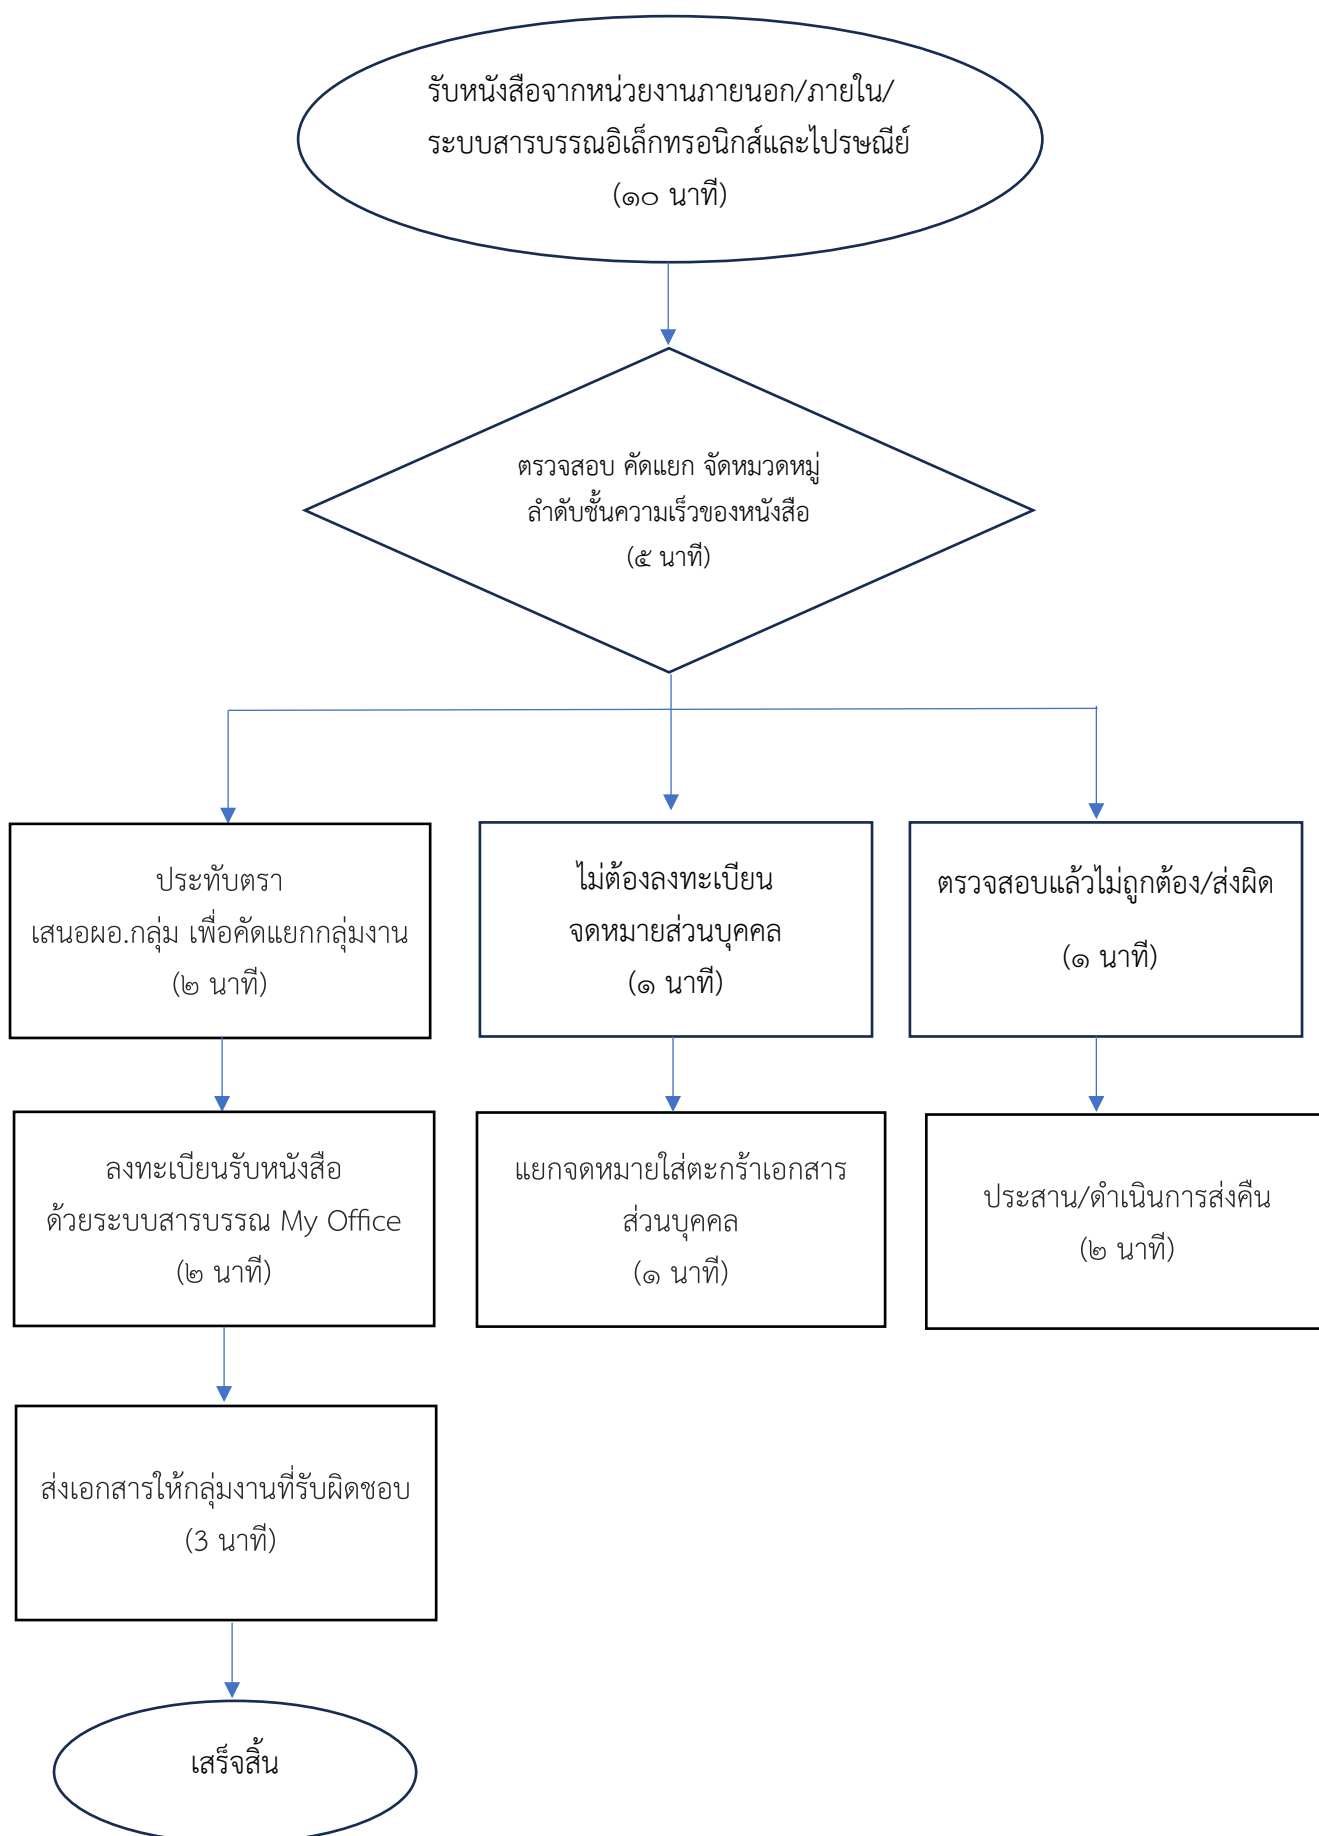 รับหนังสือจากหน่วยงานภายนอก/ภายใน/
ระบบสารบรรณอิเล็กทรอนิกส์และไปรษณีย์
(๑๐ นาที)
ตรวจสอบ คัดแยก จัดหมวดหมู่
ลำดับชั้นความเร็วของหนังสือ
(๕ นาที)
ประทับตรา
เสนอผอ.กลุ่ม เพื่อคัดแยกกลุ่มงาน
(๒ นาที)
ไม่ต้องลงทะเบียน
จดหมายส่วนบุคคล
(๑ นาที)
ตรวจสอบแล้วไม่ถูกต้อง/ส่งผิด
(๑ นาที)
ลงทะเบียนรับหนังสือ
ด้วยระบบสารบรรณ My Office
(๒ นาที)
แยกจดหมายใส่ตะกร้าเอกสาร
ส่วนบุคคล
(๑ นาที)
ประสาน/ดำเนินการส่งคืน
(๒ นาที)
ส่งเอกสารให้กลุ่มงานที่รับผิดชอบ
(3 นาที)
เสร็จสิ้น